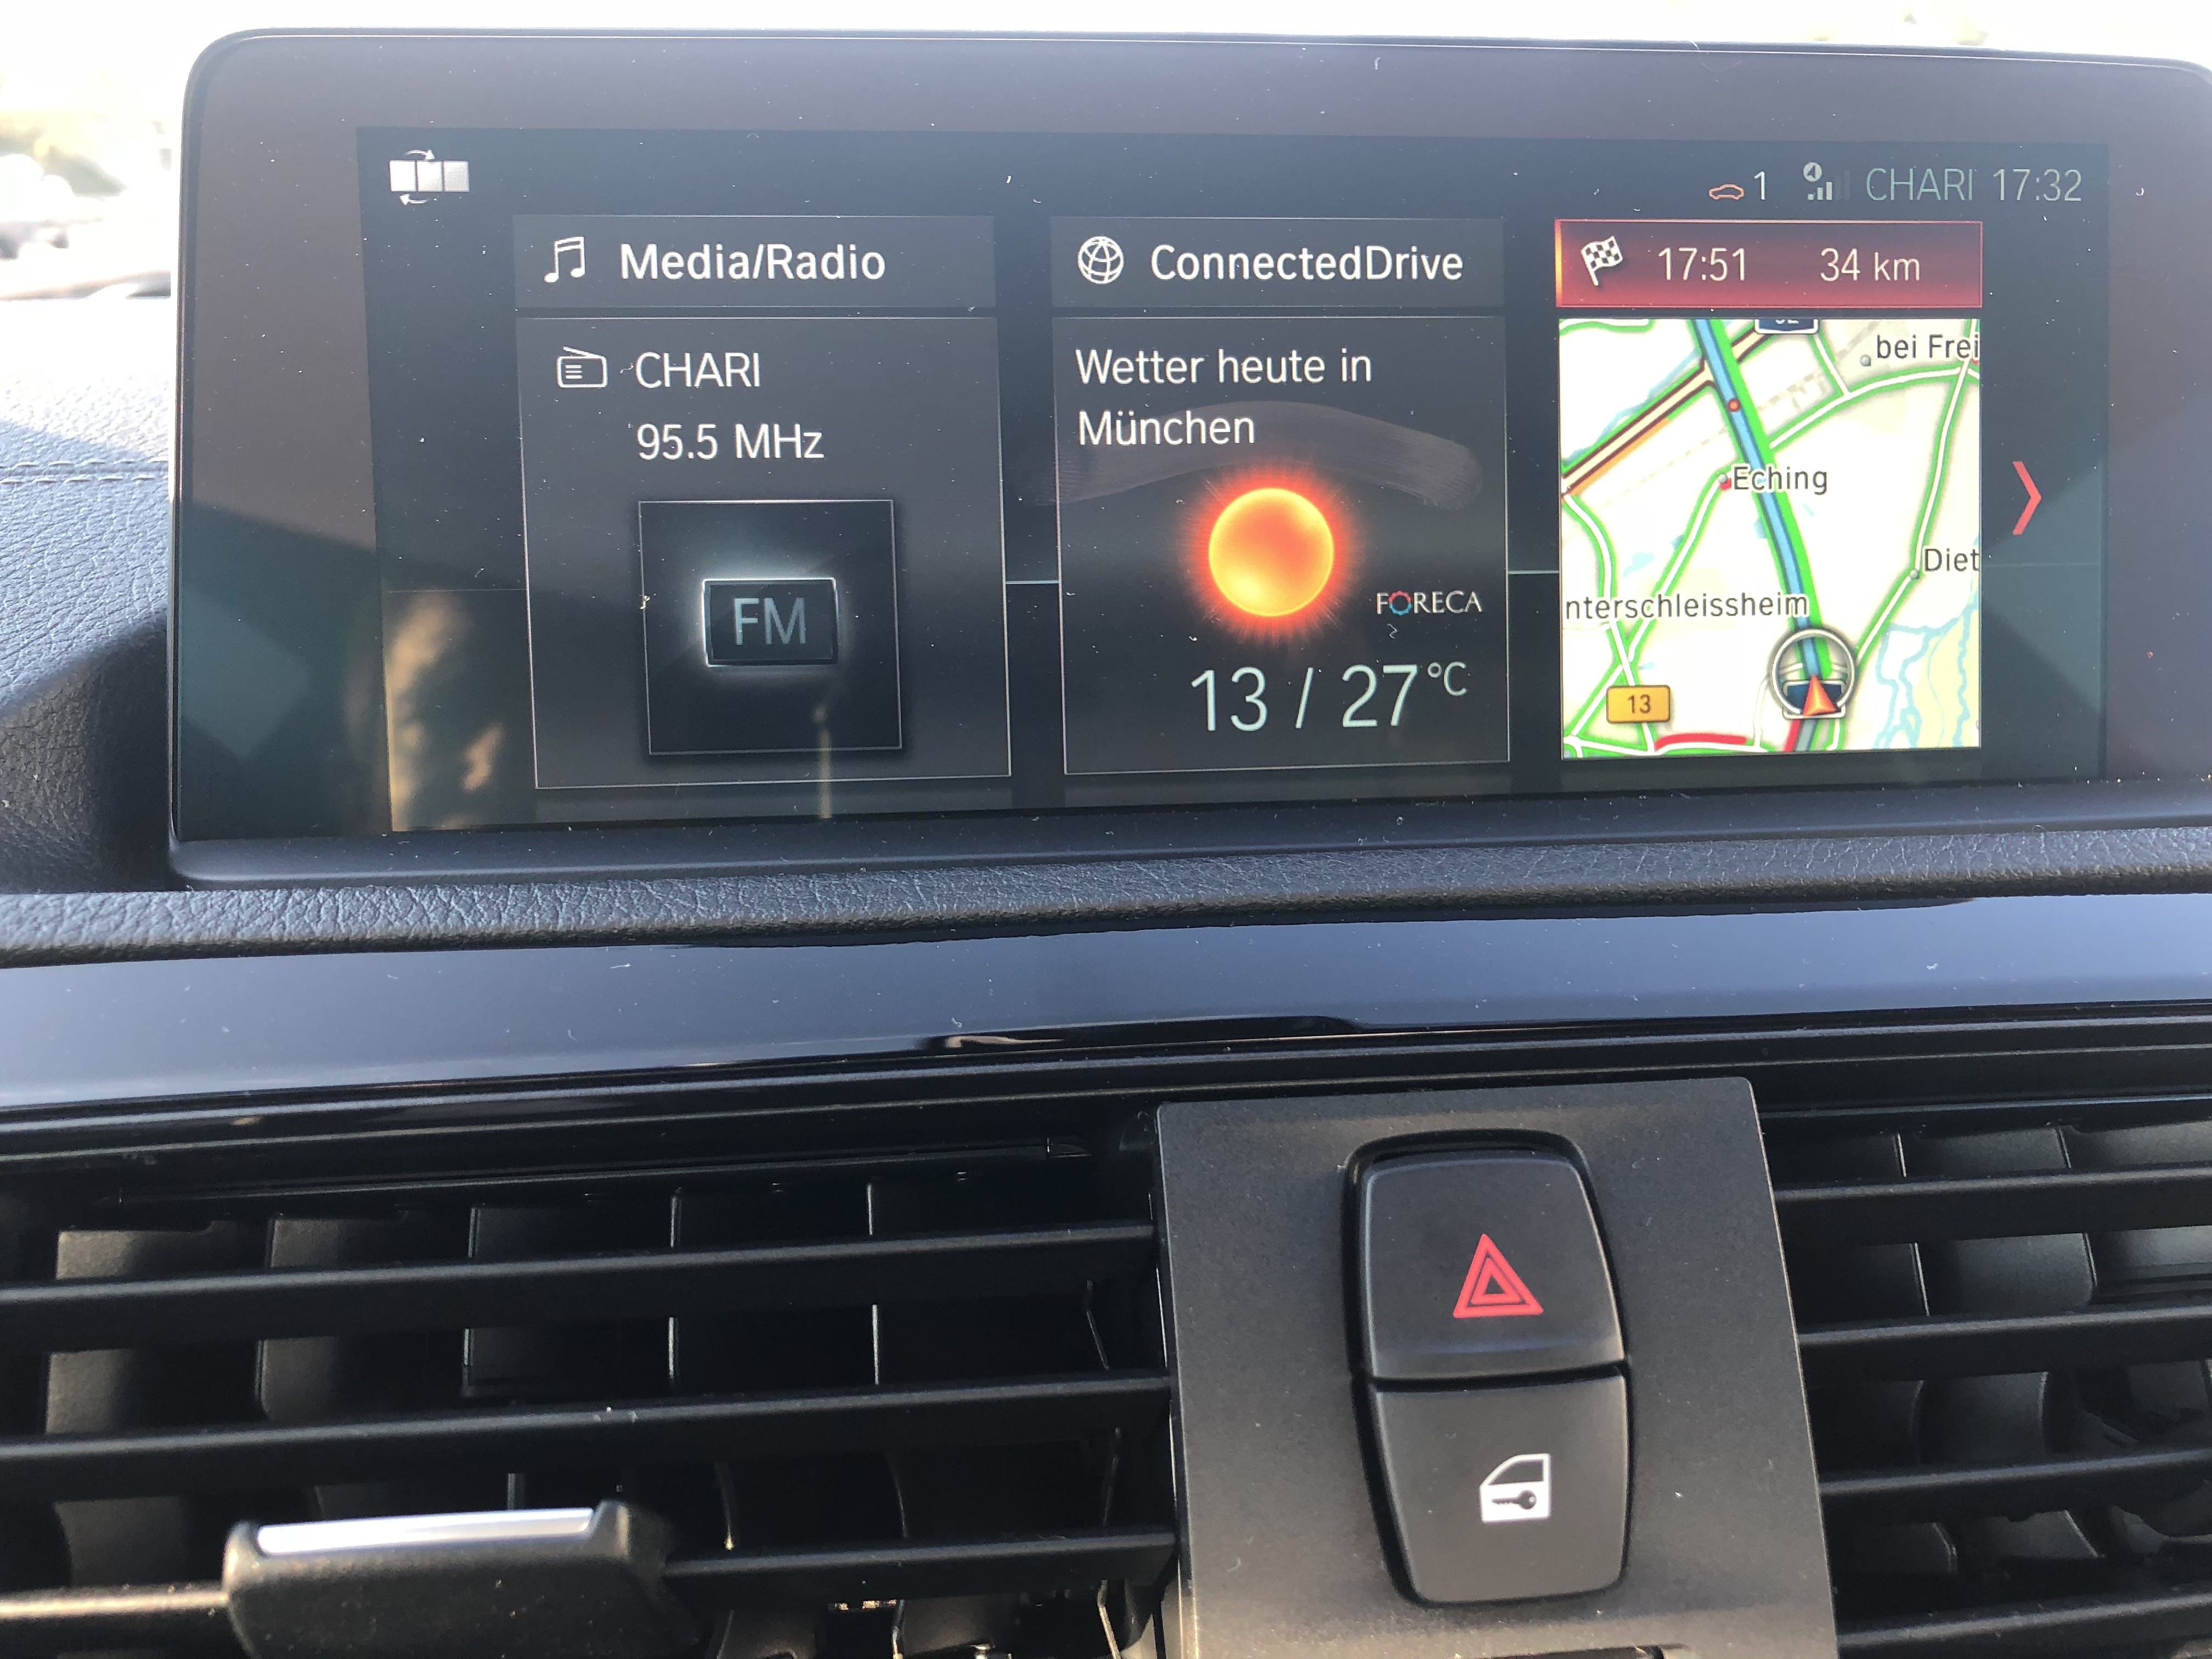 1 CHARI 17:32
Media/Radio
CHARI
95.5 MHz
FM
ConnectedDrive
Wetter heute in
München
FORECA
13 / 27°C
17:51 34 km
bei Frei
Eching
Diet
nterschleissheim
13